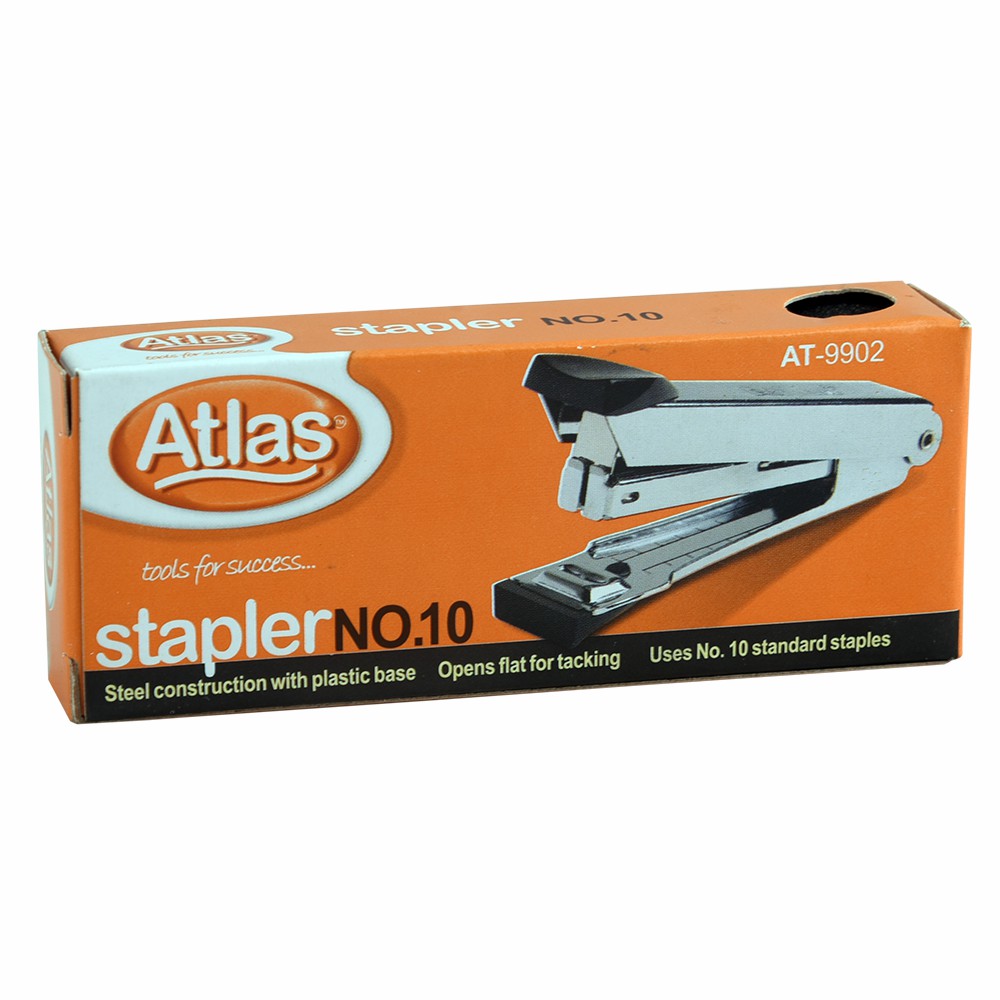 Atlas
tools for success...
stapler NO.10
AT-9902
Atlas™
tools for success...
stapler NO.10
Steel construction with plastic base Opens flat for tacking Uses No. 10 standard staples
Atlas